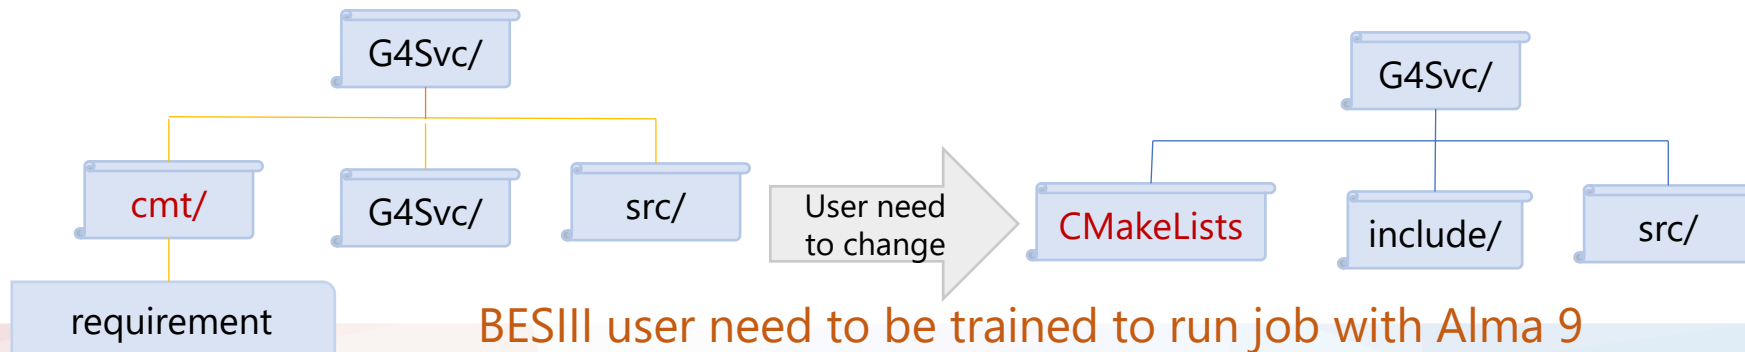 G4Svc/
cmt/
G4Svc/
src/
requirement
User need
to change
G4Svc/
CMakeLists
include/
src/
BESIII user need to be trained to run job with Alma 9